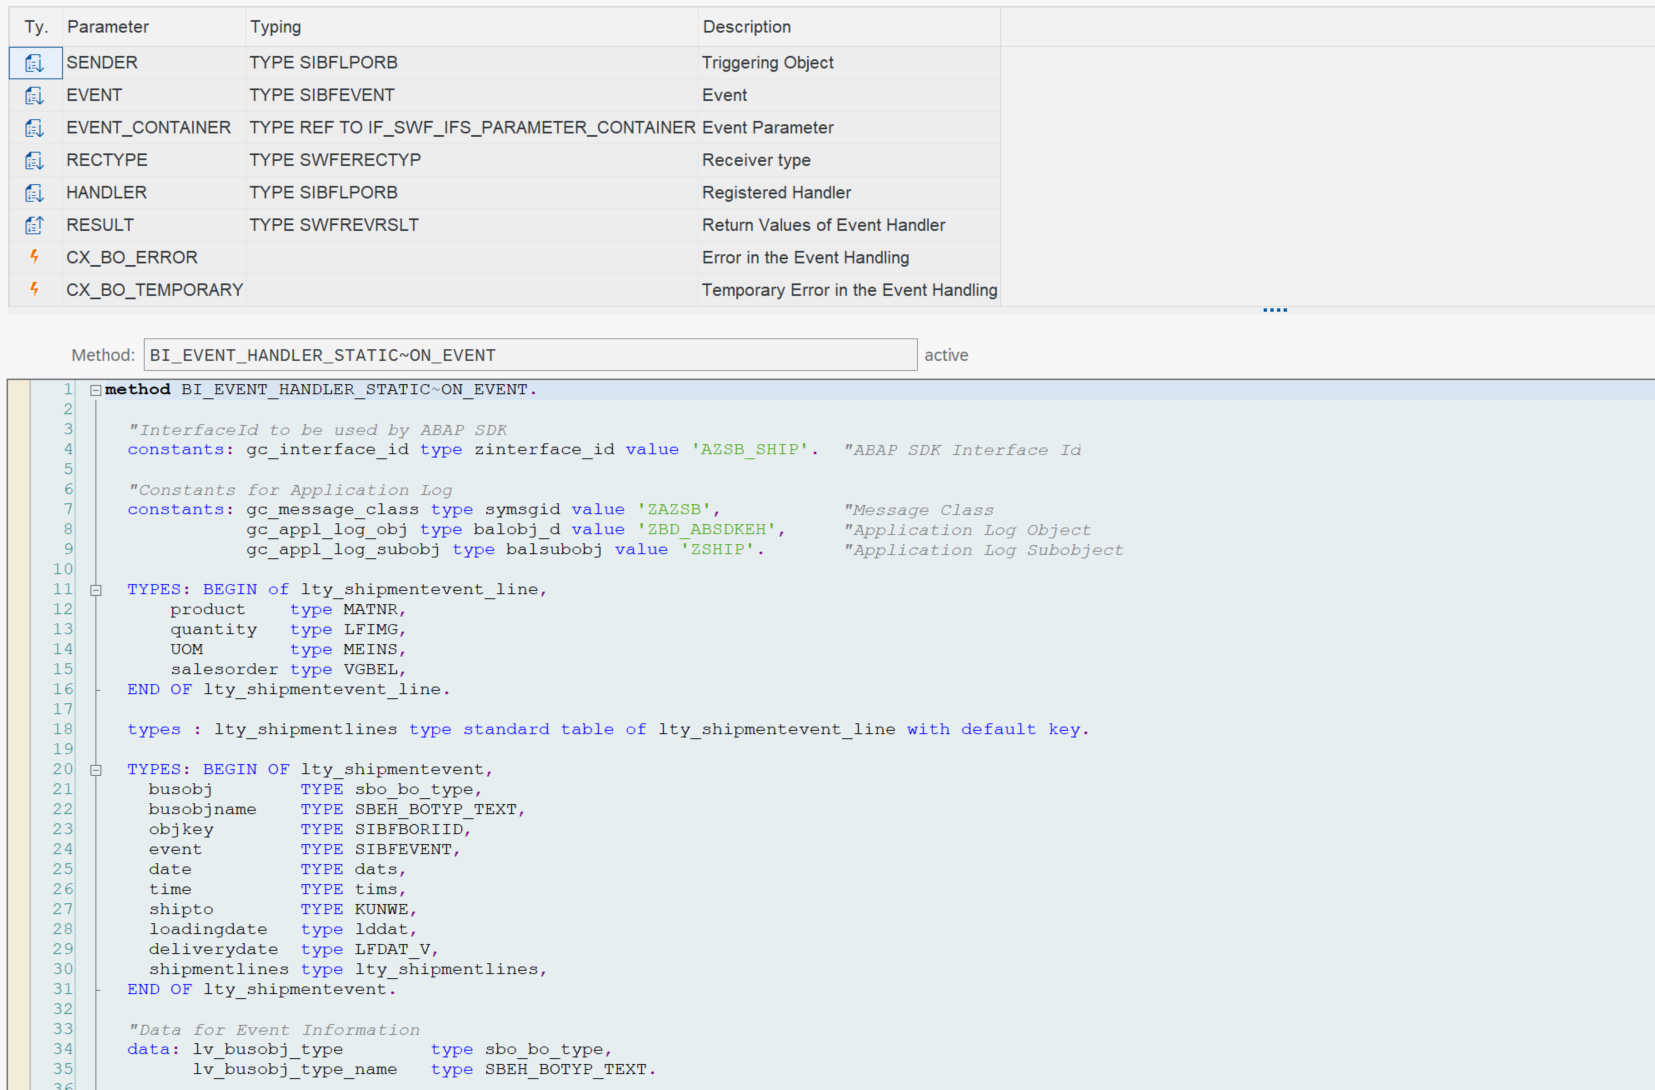 Ty. Parameter Typing Description
SENDER TYPE SIBFLPORB Triggering Object
EVENT TYPE SIBFEVENT Event
EVENT_CONTAINER TYPE REF TO IF_SWF_IFS_PARAMETER_CONTAINER Event Parameter
RECTYPE TYPE SWFERECTYP Receiver type
HANDLER TYPE SIBFLPORB Registered Handler
RESULT TYPE SWFREVRSLT Return Values of Event Handler
CX_BO_ERROR Error in the Event Handling
CX_BO_TEMPORARY Temporary Error in the Event Handling
Method: BI_EVENT_HANDLER_STATIC~ON_EVENT active
1 method BI_EVENT_HANDLER_STATIC~ON_EVENT.
2
3 "InterfaceId to be used by ABAP SDK
4 constants: gc_interface_id type zinterface_id value 'AZSB_SHIP'. "ABAP SDK Interface Id
5
6 "Constants for Application Log
7 constants: gc_message_class type symsgid value 'ZAZSB', "Message Class
8 gc_appl_log_obj type balobj_d value 'ZBD_ABSDKEH', "Application Log Object
9 gc_appl_log_subobj type balsubobj value 'ZSHIP'. "Application Log Subobject
10
11 TYPES: BEGIN of lty_shipmentevent_line,
12 product type MATNR,
13 quantity type LFIMG,
14 UOM type MEINS,
15 salesorder type VGBEL,
16 END OF lty_shipmentevent_line.
17
18 types : lty_shipmentlines type standard table of lty_shipmentevent_line with default key.
19
20 TYPES: BEGIN OF lty_shipmentevent,
21 busobj TYPE sbo_bo_type,
22 busobjname TYPE SBEH_BOTYP_TEXT,
23 objkey TYPE SIBFBORIID,
24 event TYPE SIBFEVENT,
25 date TYPE dats,
26 time TYPE tims,
27 shipto TYPE KUNWE,
28 loadingdate type lddat,
29 deliverydate type LFDAT_V,
30 shipmentlines type lty_shipmentlines,
31 END OF lty_shipmentevent.
32
33 "Data for Event Information
34 data: lv_busobj_type type sbo_bo_type,
35 lv_busobj_type_name type SBEH_BOTYP_TEXT.
36